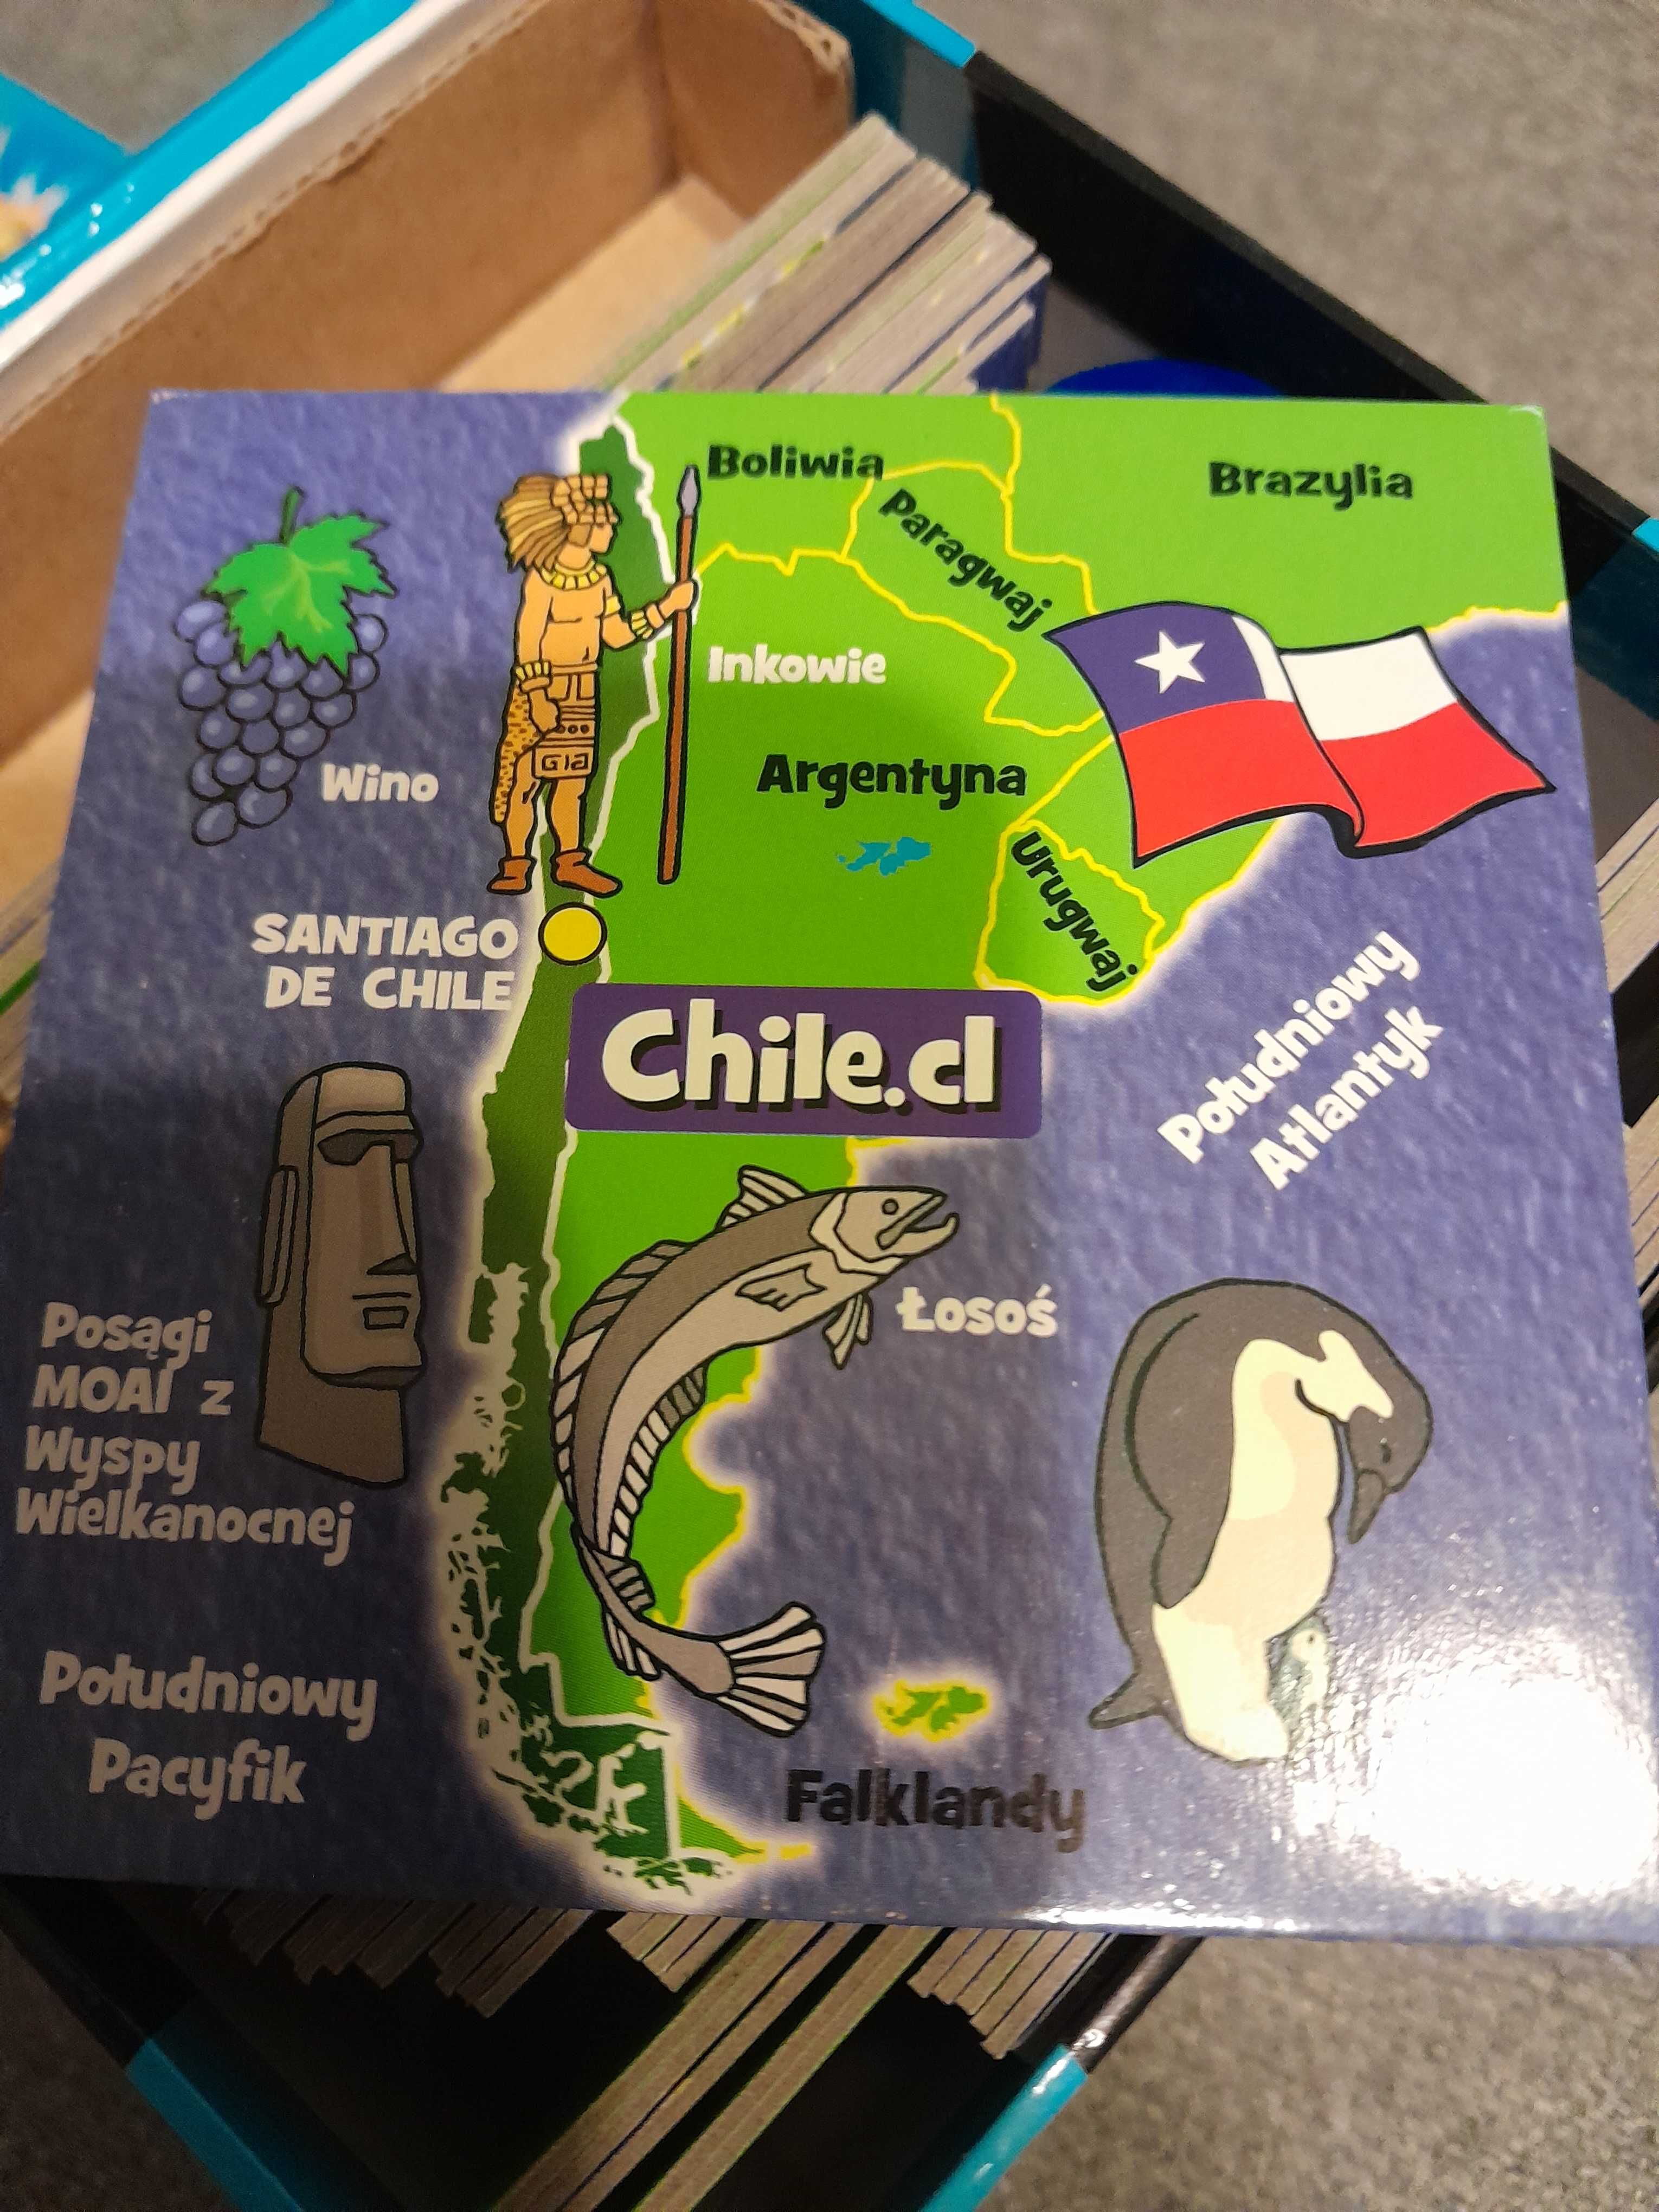 Boliwia
Brazylia
Paragwaj
Inkowie
Wino
Argentyna
Urugwaj
SANTIAGO
DE CHILE
Chile.cl
Południowy
Atlantyk
Łosoś
Posągi
MOAI z
Wyspy
Wielkanocnej
Południowy
Pacyfik
Falklandy